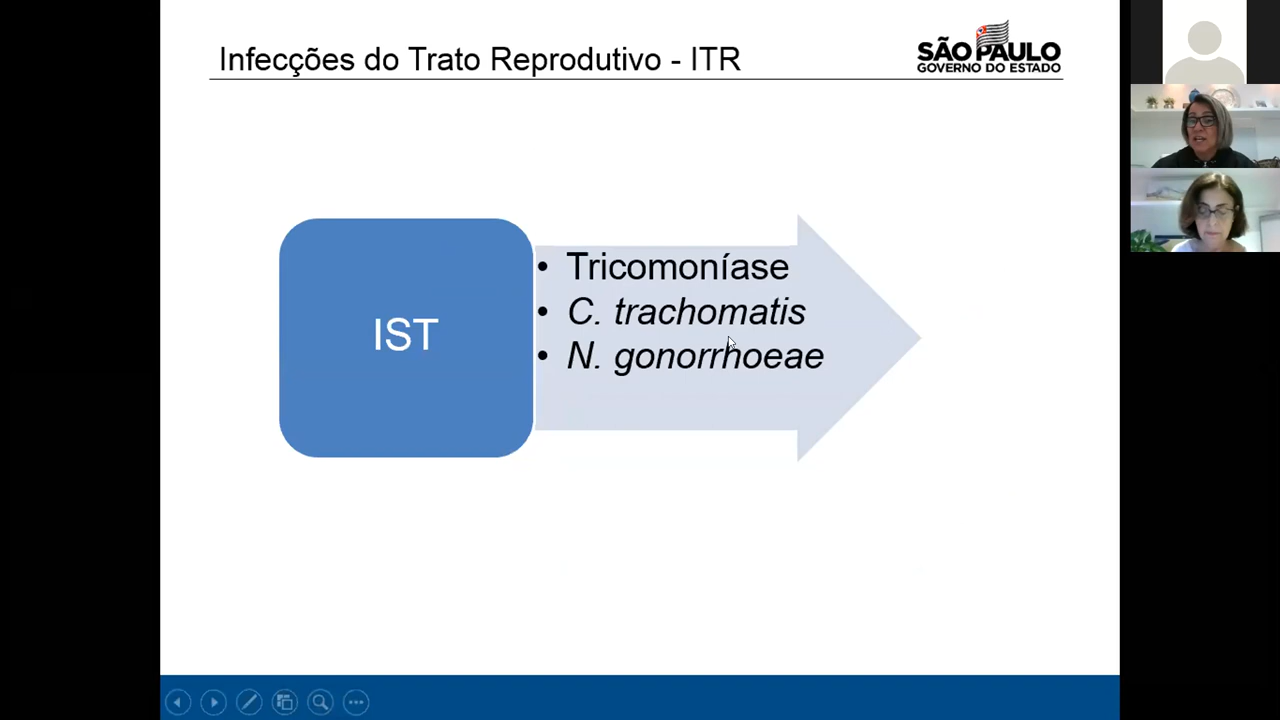 Infecções do Trato Reprodutivo - ITR
SÃO PAULO
GOVERNO DO ESTADO
IST
• Tricomoníase
• C. trachomatis
• N. gonorrhoeae